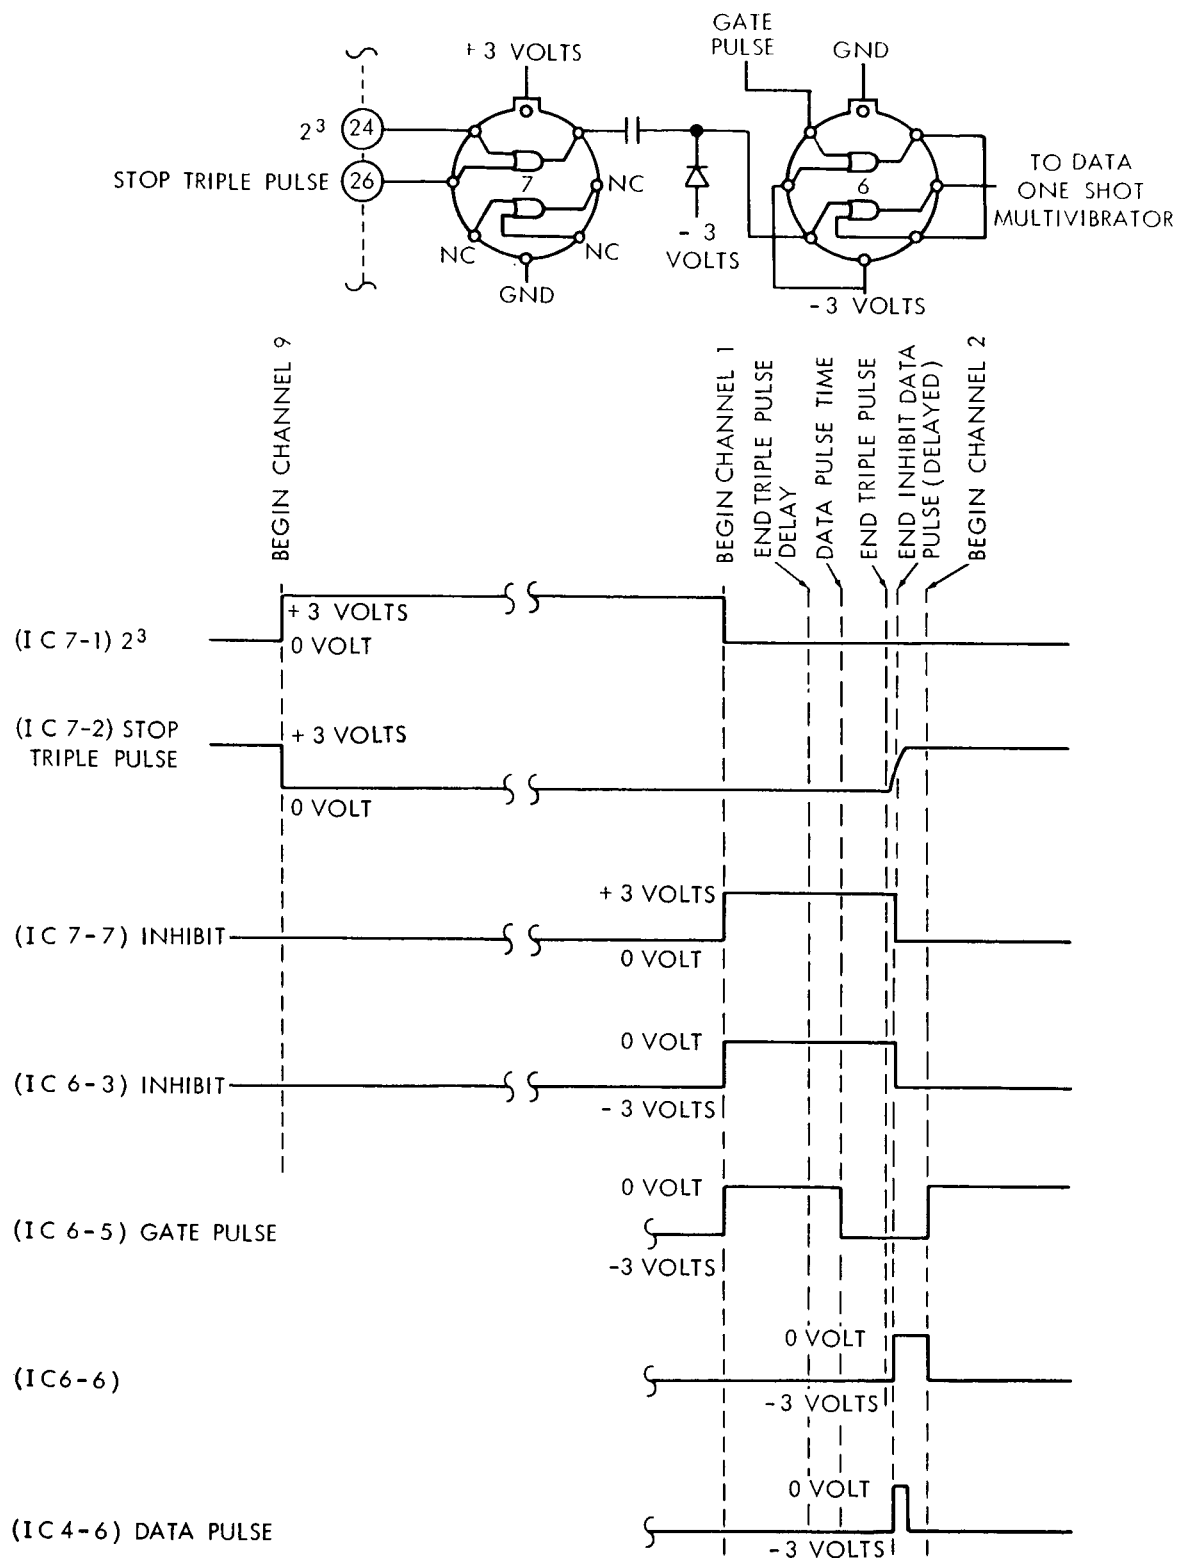 +3 VOLTS
GATE
PULSE
GND
2³
24
STOP TRIPLE PULSE
26
7
NC
NC
NC
GND
-3
VOLTS
6
TO DATA
ONE SHOT
MULTIVIBRATOR
-3 VOLTS
BEGIN CHANNEL 9
BEGIN CHANNEL 1
END TRIPLE PULSE
DELAY
DATA PULSE TIME
END TRIPLE PULSE
END INHIBIT DATA
PULSE (DELAYED)
BEGIN CHANNEL 2
(IC 7-1) 2³
+3 VOLTS
0 VOLT
(IC 7-2) STOP
TRIPLE PULSE
+3 VOLTS
0 VOLT
(IC 7-7) INHIBIT
+3 VOLTS
0 VOLT
(IC 6-3) INHIBIT
0 VOLT
-3 VOLTS
(IC 6-5) GATE PULSE
0 VOLT
-3 VOLTS
(IC6-6)
0 VOLT
-3 VOLTS
(IC 4-6) DATA PULSE
0 VOLT
-3 VOLTS